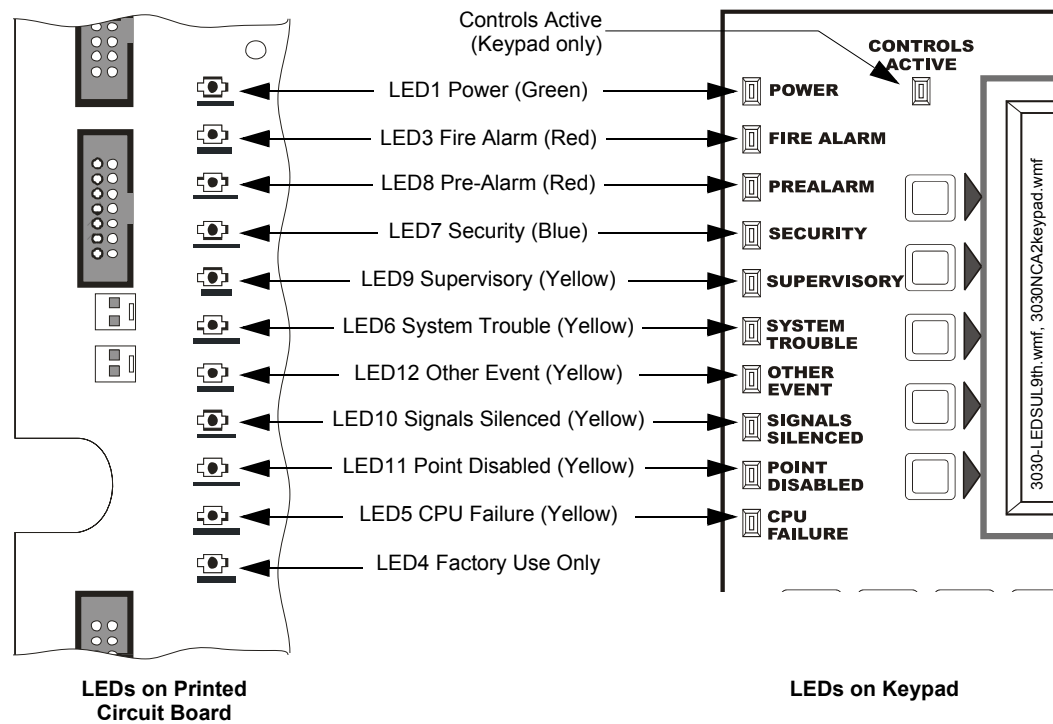 Controls Active
(Keypad only)
CONTROLS
ACTIVE
LED1 Power (Green)
POWER
LED3 Fire Alarm (Red)
FIRE ALARM
LED8 Pre-Alarm (Red)
PREALARM
LED7 Security (Blue)
SECURITY
LED9 Supervisory (Yellow)
SUPERVISORY
LED6 System Trouble (Yellow)
SYSTEM
TROUBLE
LED12 Other Event (Yellow)
OTHER
EVENT
LED10 Signals Silenced (Yellow)
SIGNALS
SILENCED
LED11 Point Disabled (Yellow)
POINT
DISABLED
LED5 CPU Failure (Yellow)
CPU
FAILURE
LED4 Factory Use Only
3030-LEDSUL9th.wmf, 3030NCA2keypad.wmf
LEDs on Printed
Circuit Board
LEDs on Keypad